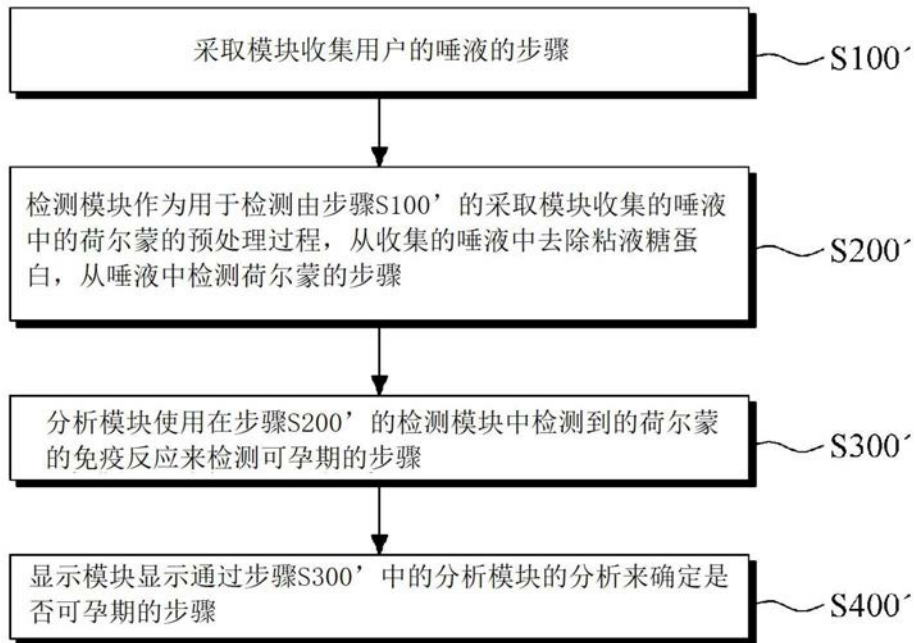 采取模块收集用户的唾液的步骤
S100´
检测模块作为用于检测由步骤S100’的采取模块收集的唾液
中的荷尔蒙的预处理过程，从收集的唾液中去除粘液糖蛋
白，从唾液中检测荷尔蒙的步骤
S200´
分析模块使用在步骤S200’的检测模块中检测到的荷尔蒙
的免疫反应来检测可孕期的步骤
S300´
显示模块显示通过步骤S300’中的分析模块的分析来确定是
否可孕期的步骤
S400´